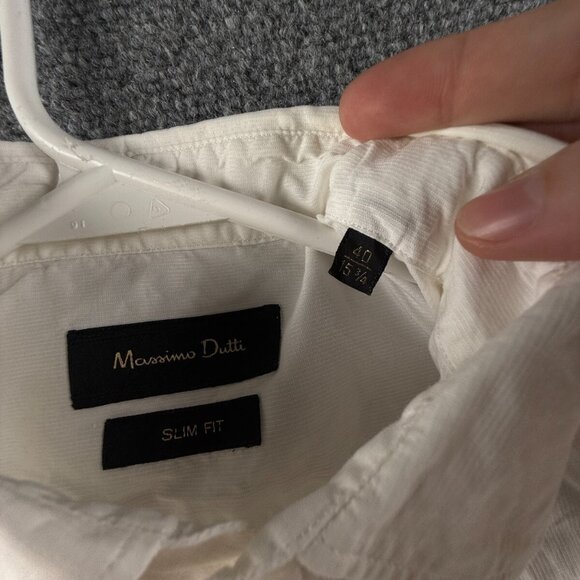 40
15 3/4
Massimo Dutti
SLIM FIT